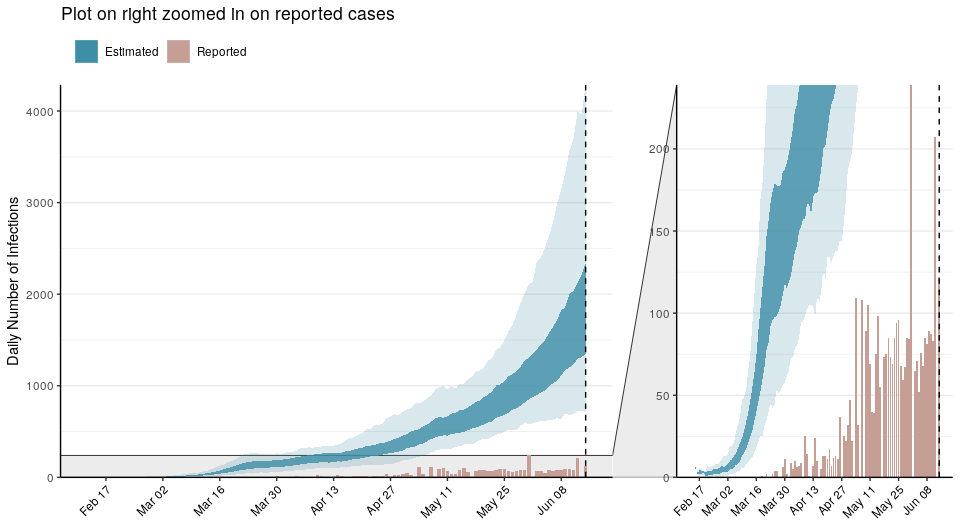 Plot on right zoomed in on reported cases
Estimated
Reported
Daily Number of Infections
4000
3000
2000
1000
0
Feb 17
Mar 02
Mar 16
Mar 30
Apr 13
Apr 27
May 11
May 25
Jun 08
200
150
100
50
0
Feb 17
Mar 02
Mar 16
Mar 30
Apr 13
Apr 27
May 11
May 25
Jun 08